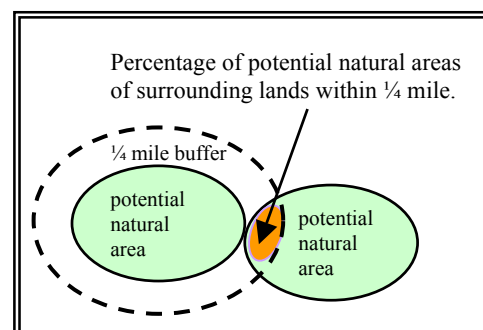 Percentage of potential natural areas
of surrounding lands within ¼ mile.
¼ mile buffer
potential
natural
area
potential
natural
area